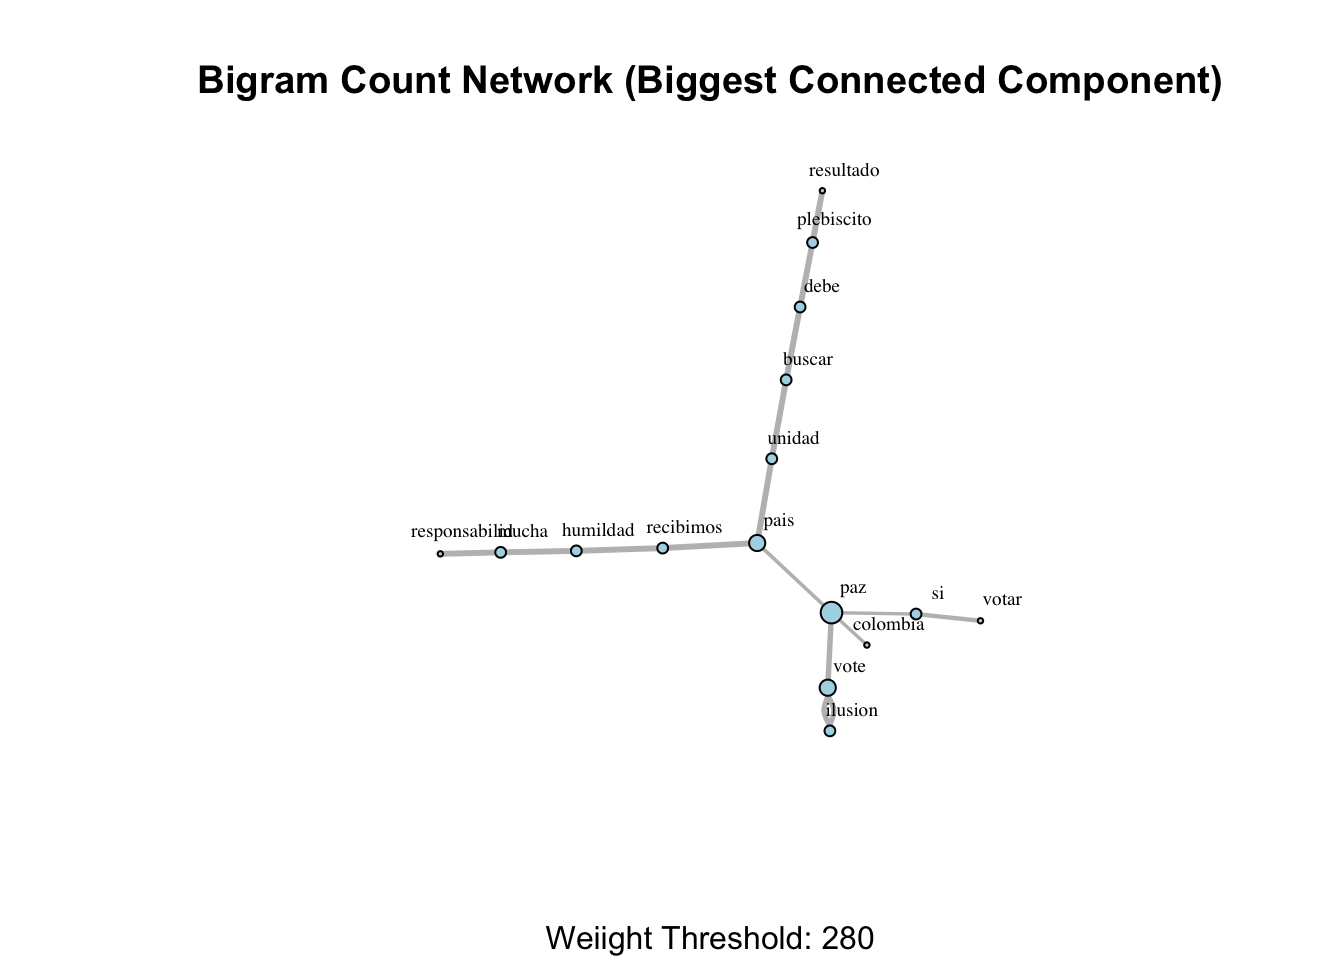 Bigram Count Network (Biggest Connected Component)
resultado
plebiscito
debe
buscar
unidad
pais
recibimos
humildad
mucha
responsabilid
paz
si
votar
colombia
vote
ilusion
Weiight Threshold: 280